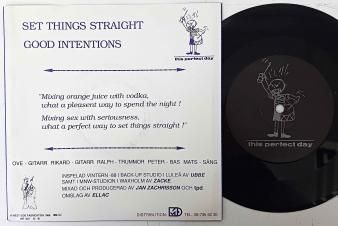 SET THINGS STRAIGHT
GOOD INTENTIONS
this perfect day
"Mixing orange juice with vodka,
what a pleasent way to spend the night !
Mixing sex with seriousness,
what a perfect way to set things straight !"
OVE - GITARR RIKARD - GITARR RALPH - TRUMMOR PETER - BAS MATS - SÅNG
INSPELAD VINTERN -88 I BACK-UP STUDIO I LULEÅ AV UBBE
SAMT I MNW-STUDION I WAXHOLM AV ZACKE
MIXAD OCH PRODUCERAD AV JAN ZACHRISSON OCH tpd
OMSLAG AV ELLAC
DISTRIBUTION:
this perfect day